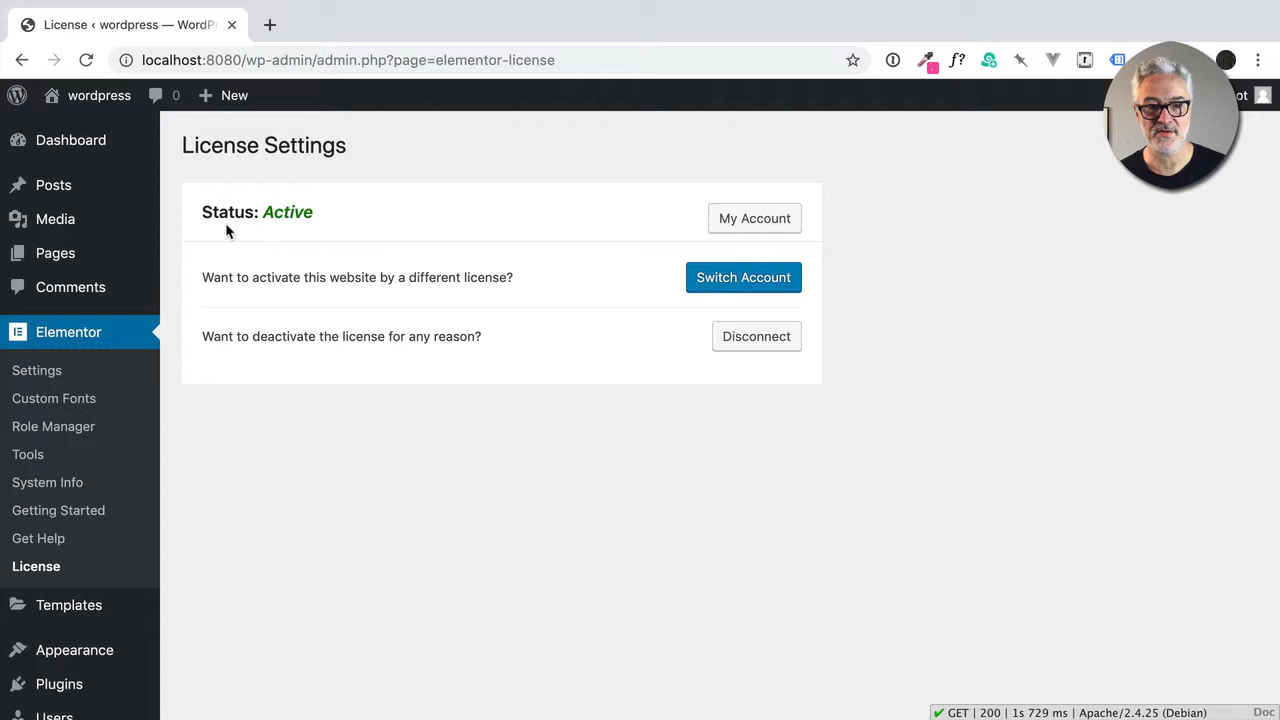 License ‹ wordpress — WordPr
localhost:8080/wp-admin/admin.php?page=elementor-license
f?
wordpress
0
New
ot
Dashboard
Posts
Media
Pages
Comments
Elementor
Settings
Custom Fonts
Role Manager
Tools
System Info
Getting Started
Get Help
License
Templates
Appearance
Plugins
Users
License Settings
Status: Active
My Account
Want to activate this website by a different license?
Switch Account
Want to deactivate the license for any reason?
Disconnect
GET | 200 | 1s 729 ms | Apache/2.4.25 (Debian)
Doc